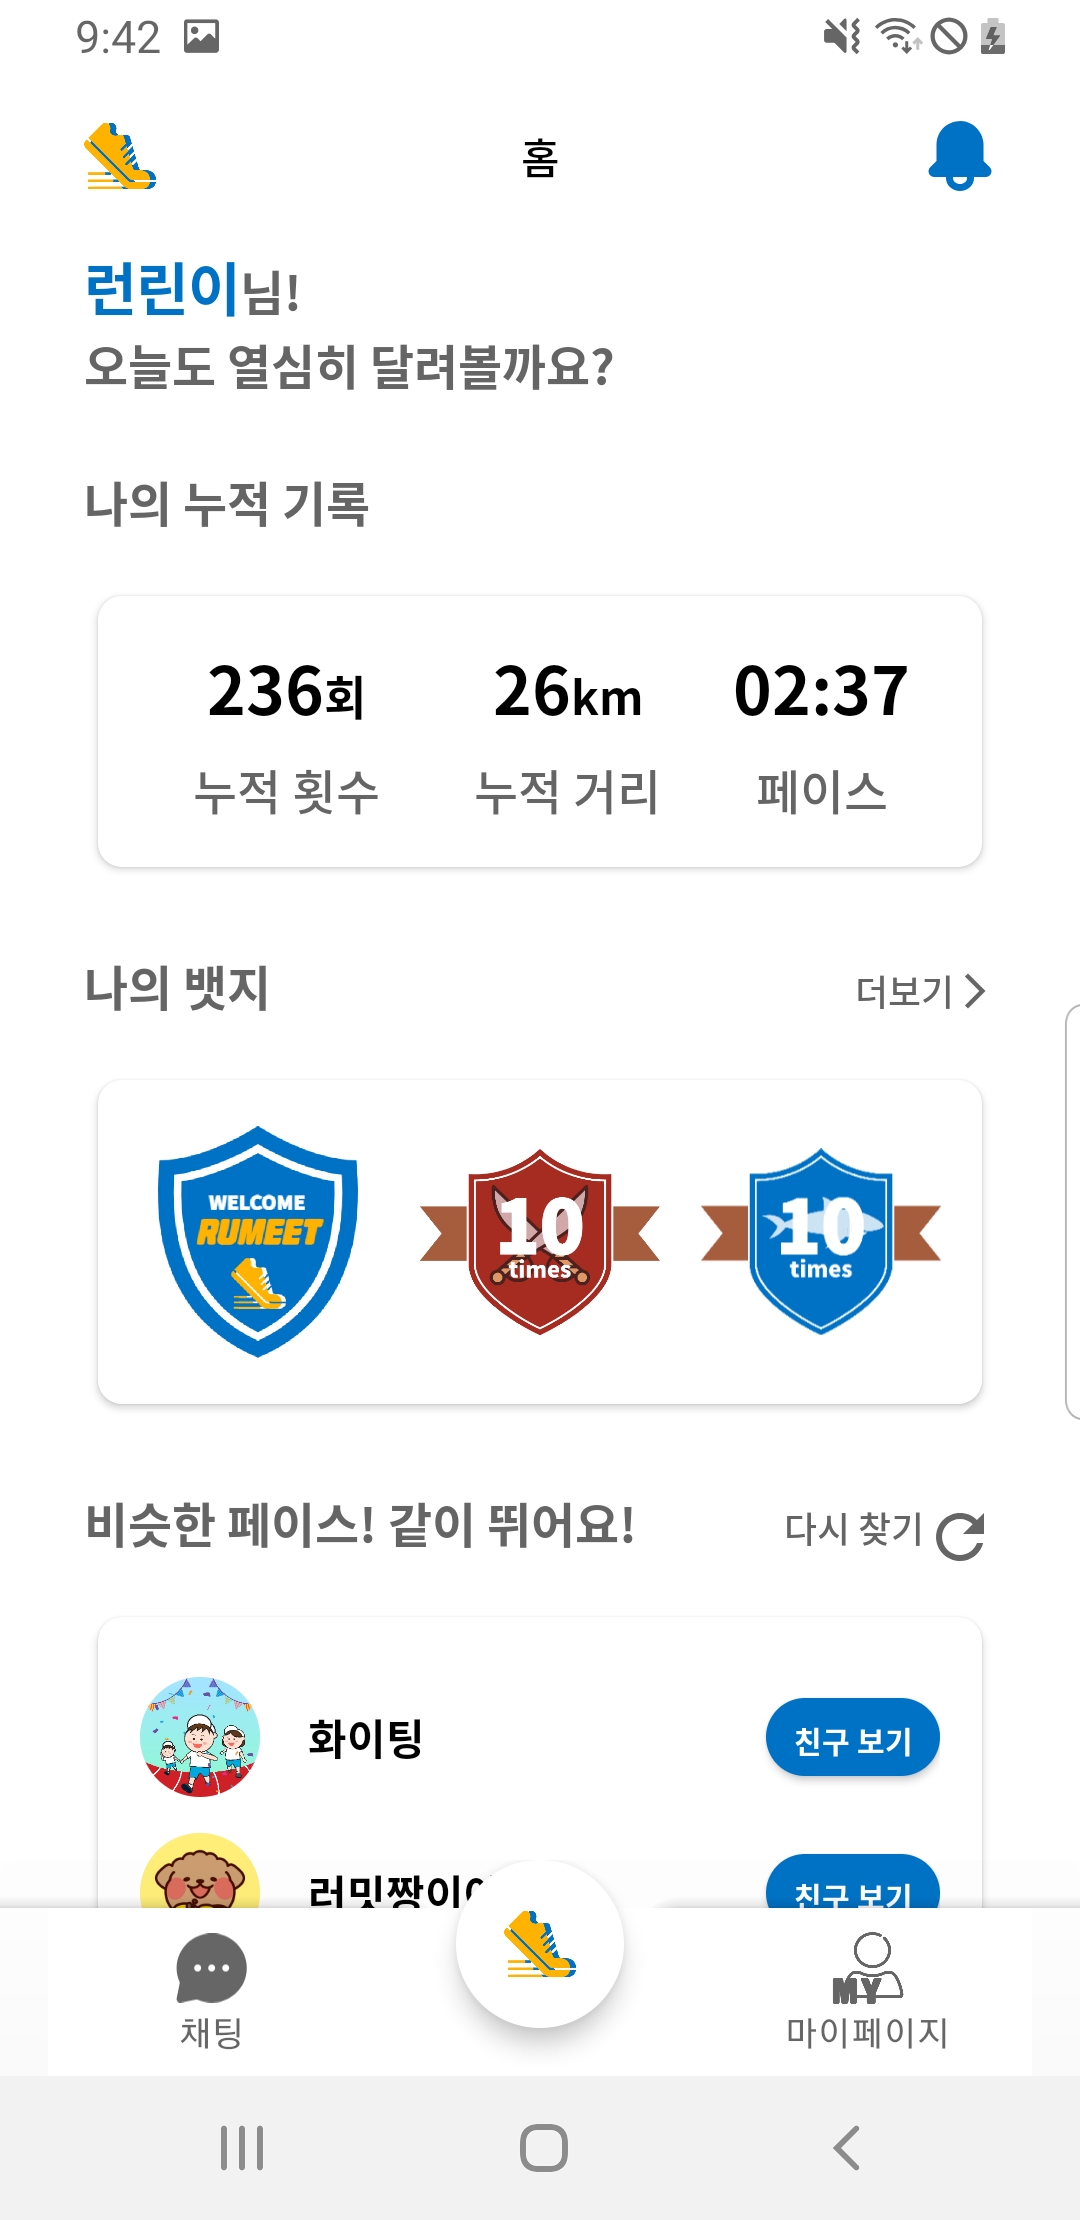 9:42
홈
런린이님!
오늘도 열심히 달려볼까요?
나의 누적 기록
236회 26km 02:37
누적 횟수 누적 거리 페이스
나의 뱃지 더보기
WELCOME
RUMEET
10
times
10
times
비슷한 페이스! 같이 뛰어요! 다시 찾기
화이팅 친구 보기
친구 보기
채팅
MY
마이페이지